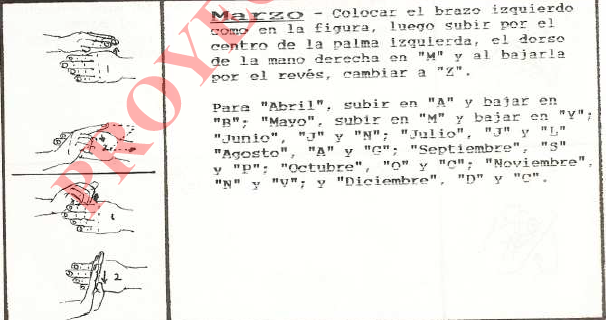 Marzo - Colocar el brazo izquierdo
como en la figura, luego subir por el
centro de la palma izquierda, el dorso
de la mano derecha en "M" y al bajarla
por el revés, cambiar a "Z".
Para "Abril", subir en "A" y bajar en
"B"; "Mayo", subir en "M" y bajar en "Y";
"Junio", "J" y "N"; "Julio", "J" y "L"
"Agosto", "A" y "G"; "Septiembre", "S"
y "P"; "Octubre", "O" y "C"; "Noviembre",
"N" y "V"; y "Diciembre", "D" y "C".
1
2
1
2
PROYE